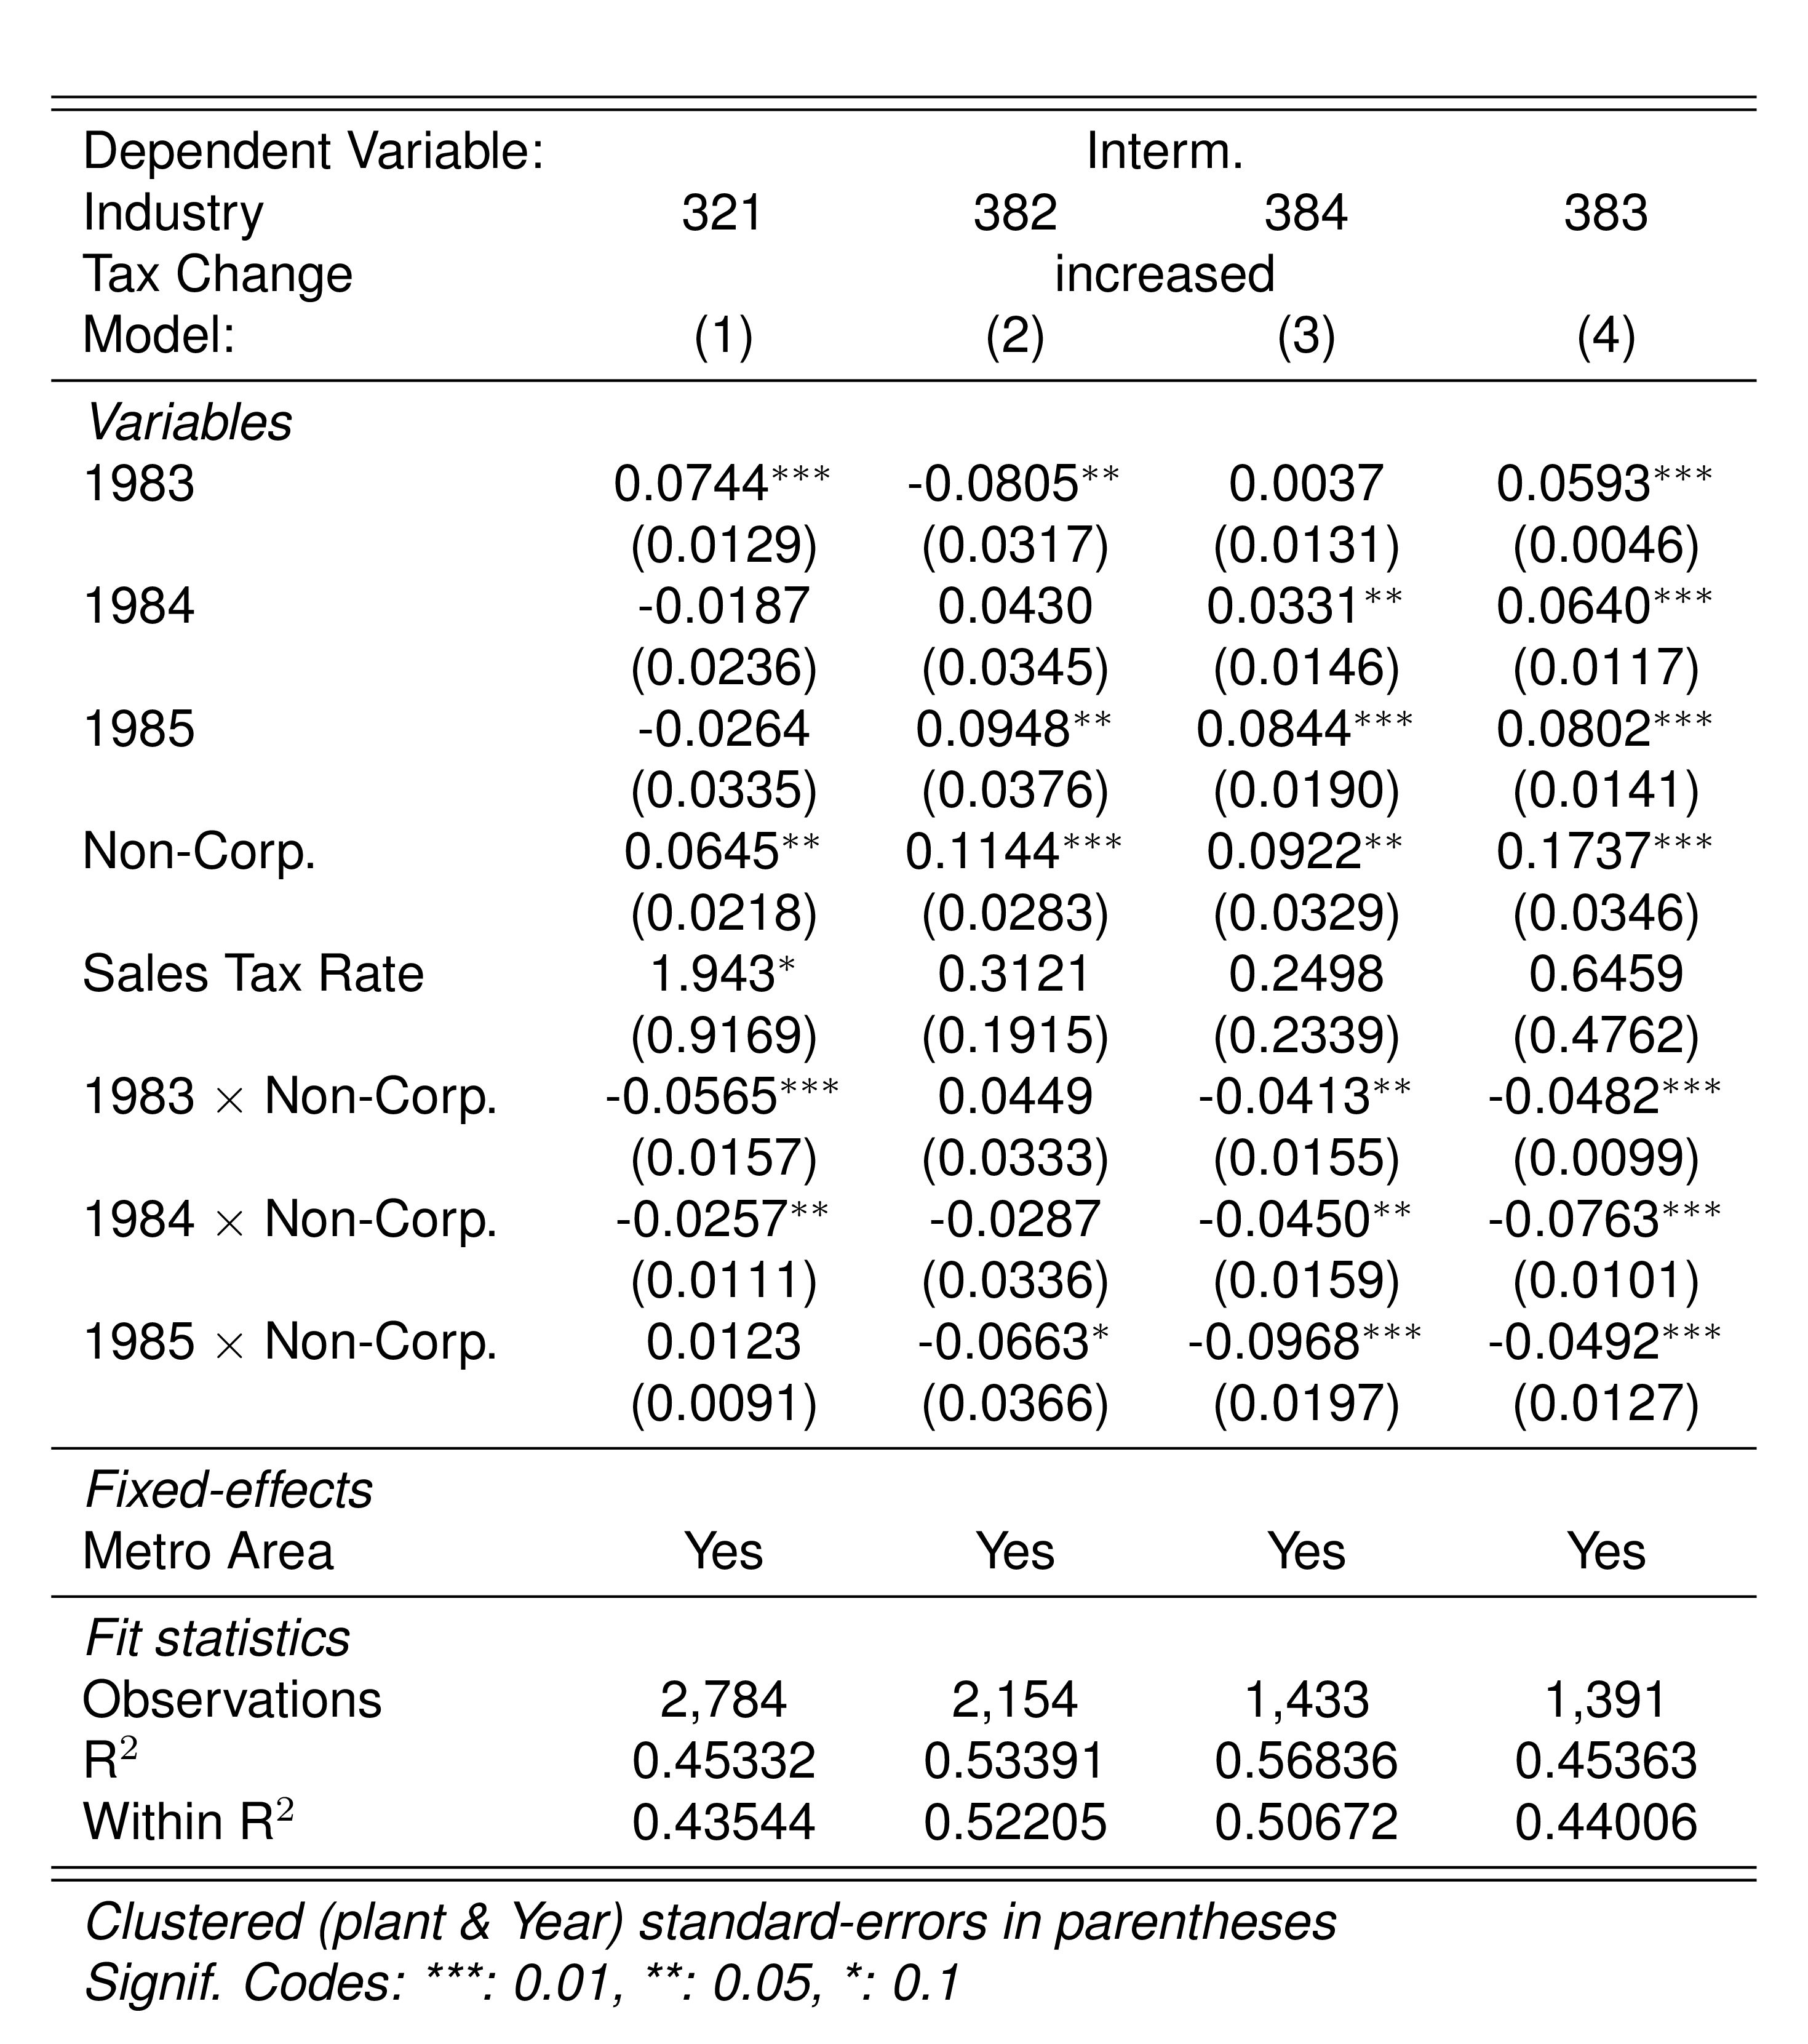 Dependent Variable: Interm.
Industry 321 382 384 383
Tax Change increased
Model: (1) (2) (3) (4)
Variables
1983 0.0744*** -0.0805** 0.0037 0.0593***
(0.0129) (0.0317) (0.0131) (0.0046)
1984 -0.0187 0.0430 0.0331** 0.0640***
(0.0236) (0.0345) (0.0146) (0.0117)
1985 -0.0264 0.0948** 0.0844*** 0.0802***
(0.0335) (0.0376) (0.0190) (0.0141)
Non-Corp. 0.0645** 0.1144*** 0.0922** 0.1737***
(0.0218) (0.0283) (0.0329) (0.0346)
Sales Tax Rate 1.943* 0.3121 0.2498 0.6459
(0.9169) (0.1915) (0.2339) (0.4762)
1983 × Non-Corp. -0.0565*** 0.0449 -0.0413** -0.0482***
(0.0157) (0.0333) (0.0155) (0.0099)
1984 × Non-Corp. -0.0257** -0.0287 -0.0450** -0.0763***
(0.0111) (0.0336) (0.0159) (0.0101)
1985 × Non-Corp. 0.0123 -0.0663* -0.0968*** -0.0492***
(0.0091) (0.0366) (0.0197) (0.0127)
Fixed-effects
Metro Area Yes Yes Yes Yes
Fit statistics
Observations 2,784 2,154 1,433 1,391
R² 0.45332 0.53391 0.56836 0.45363
Within R² 0.43544 0.52205 0.50672 0.44006
Clustered (plant & Year) standard-errors in parentheses
Signif. Codes: ***: 0.01, **: 0.05, *: 0.1